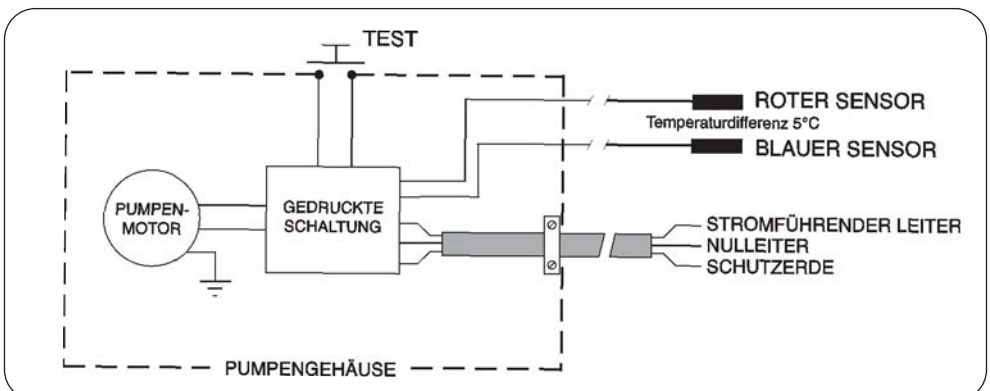 TEST
ROTER SENSOR
Temperaturdifferenz 5°C
BLAUER SENSOR
PUMPEN-
MOTOR
GEDRUCKTE
SCHALTUNG
STROMFÜHRENDER LEITER
NULLEITER
SCHUTZERDE
PUMPENGEHÄUSE